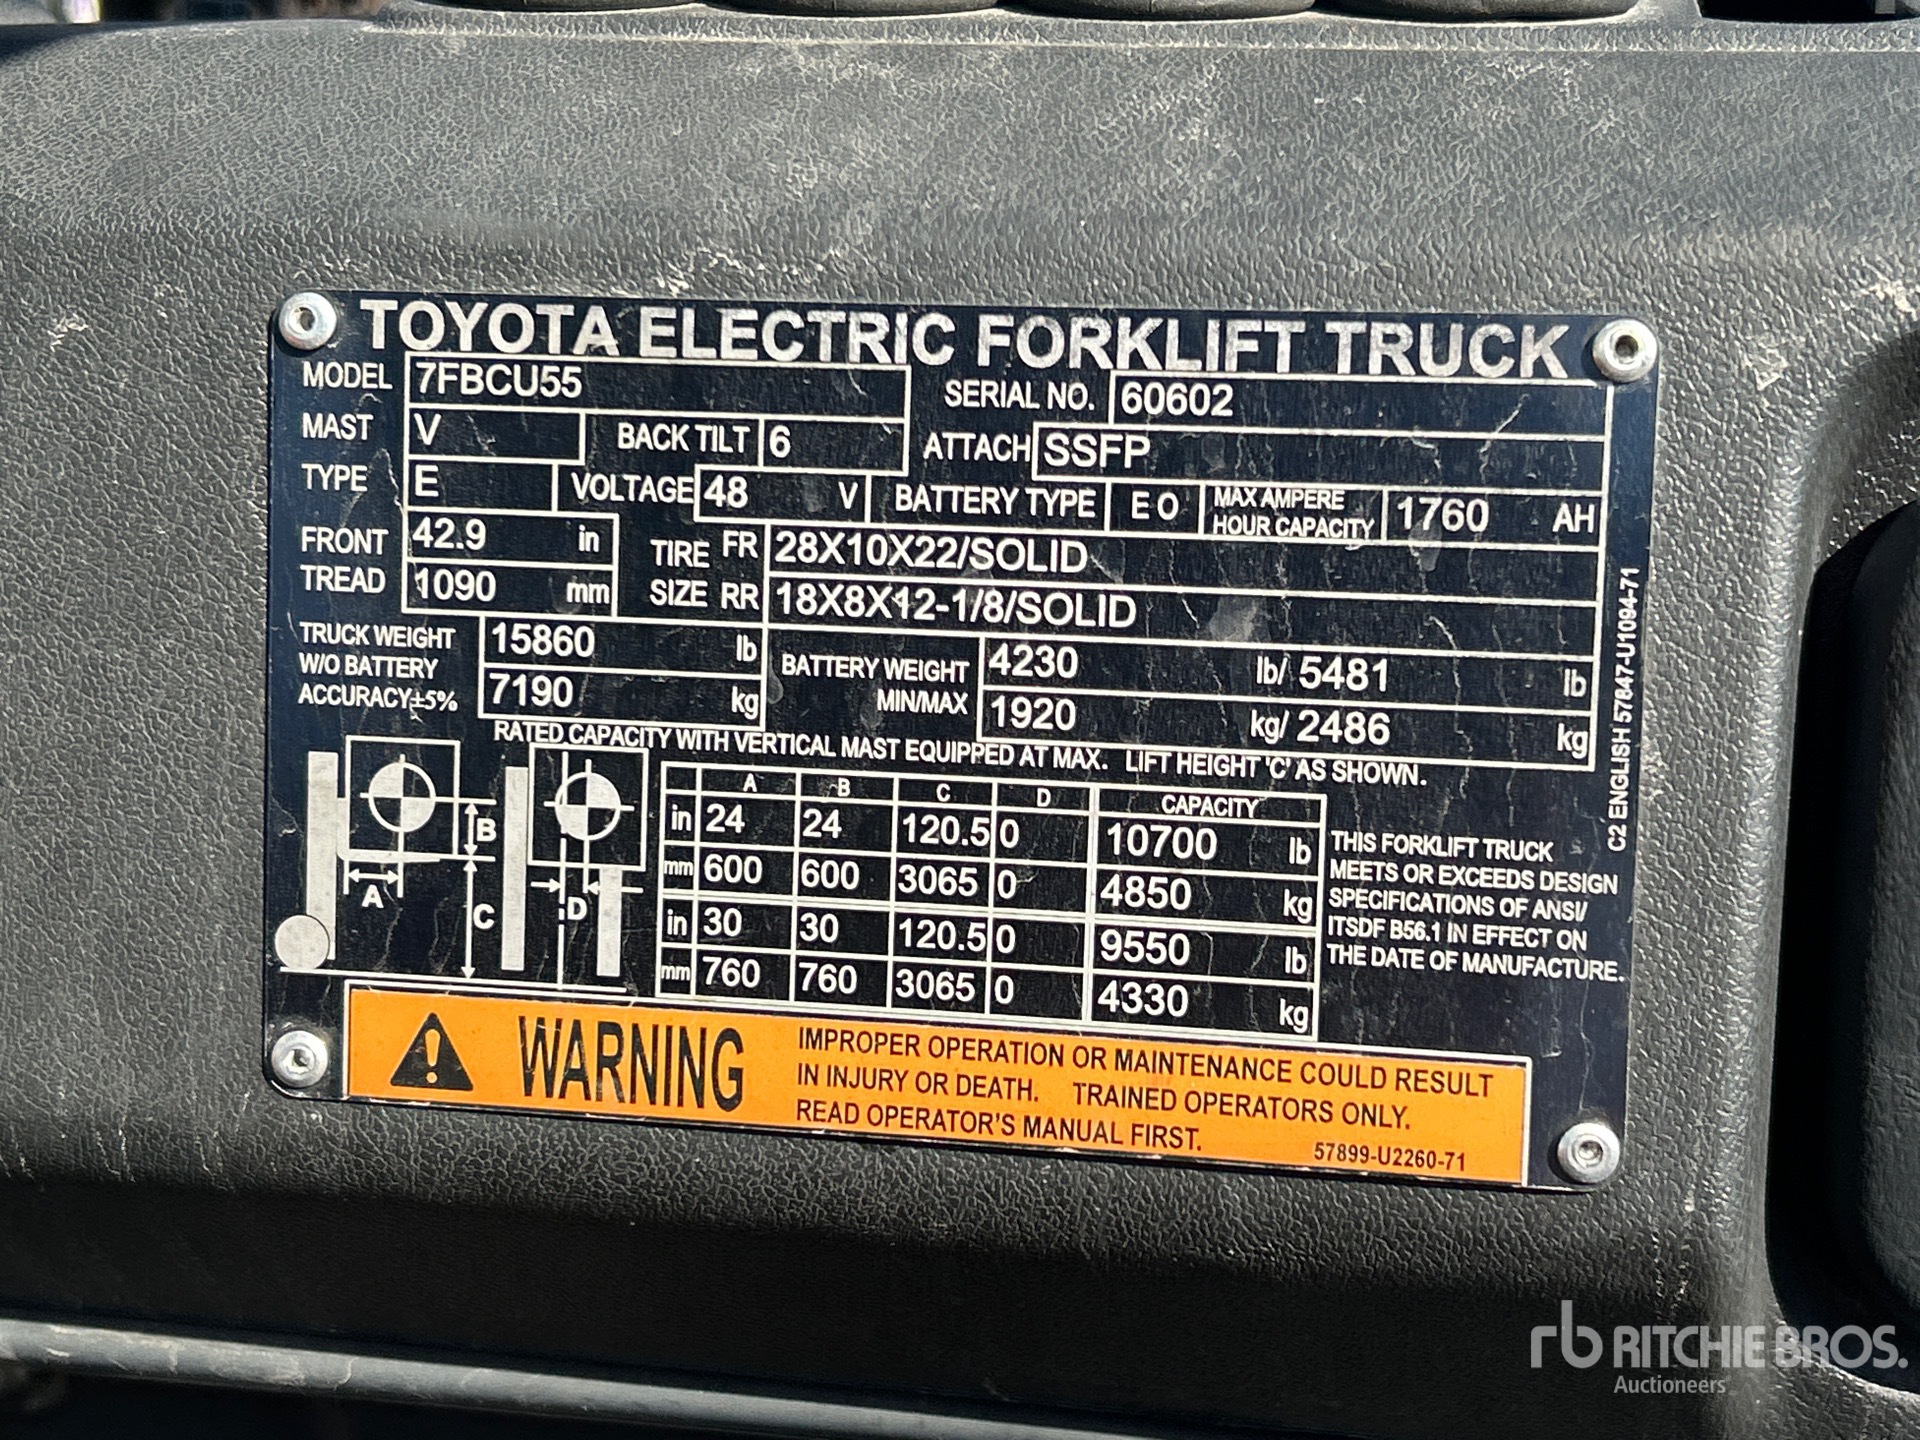 TOYOTA ELECTRIC FORKLIFT TRUCK
MODEL 7FBCU55 SERIAL NO. 60602
MAST V BACK TILT 6 ATTACH SSFP
TYPE E VOLTAGE 48 V BATTERY TYPE E O MAX AMPERE HOUR CAPACITY 1760 AH
FRONT TREAD 42.9 in TIRE SIZE FR 28X10X22/SOLID
1090 mm RR 18X8X12-1/8/SOLID
TRUCK WEIGHT 15860 lb BATTERY WEIGHT 4230 lb/ 5481 lb
W/O BATTERY
ACCURACY±5% 7190 kg MIN/MAX 1920 kg/ 2486 kg
RATED CAPACITY WITH VERTICAL MAST EQUIPPED AT MAX. LIFT HEIGHT 'C' AS SHOWN.
A B C D
A B C D CAPACITY
in 24 24 120.5 0 10700 lb
mm 600 600 3065 0 4850 kg
in 30 30 120.5 0 9550 lb
mm 760 760 3065 0 4330 kg
THIS FORKLIFT TRUCK
MEETS OR EXCEEDS DESIGN
SPECIFICATIONS OF ANSI/
ITSDF B56.1 IN EFFECT ON
THE DATE OF MANUFACTURE.
C2 ENGLISH 57847-U1094-71
WARNING
IMPROPER OPERATION OR MAINTENANCE COULD RESULT
IN INJURY OR DEATH. TRAINED OPERATORS ONLY.
READ OPERATOR'S MANUAL FIRST.
57899-U2260-71
rb RITCHIE BROS.
Auctioneers